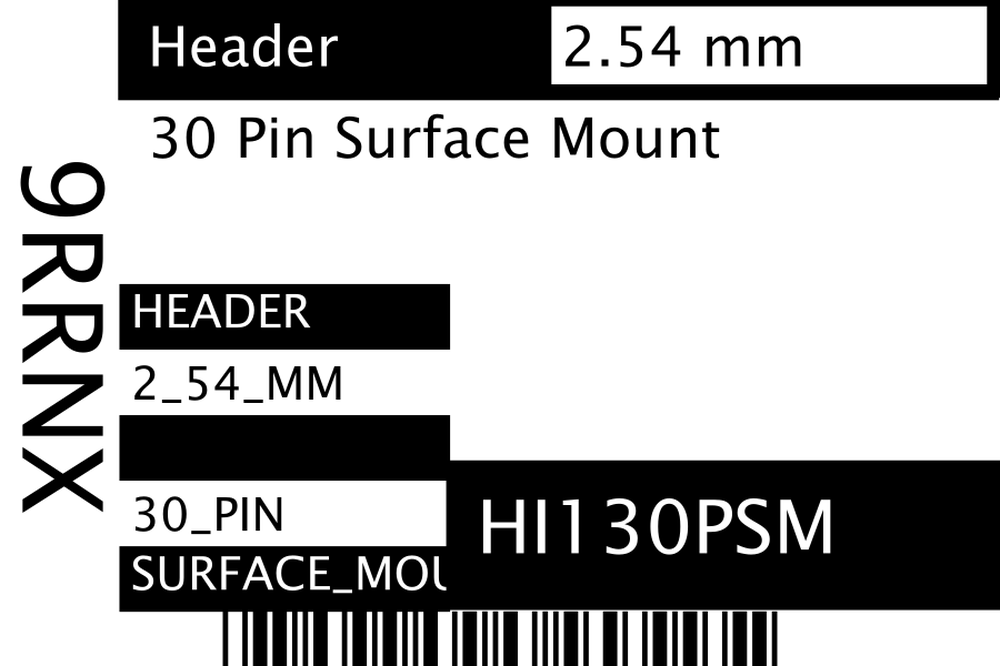 Header
2.54 mm
30 Pin Surface Mount
9RRNX
HEADER
2_54_MM
30_PIN
SURFACE_MOU
HI130PSM